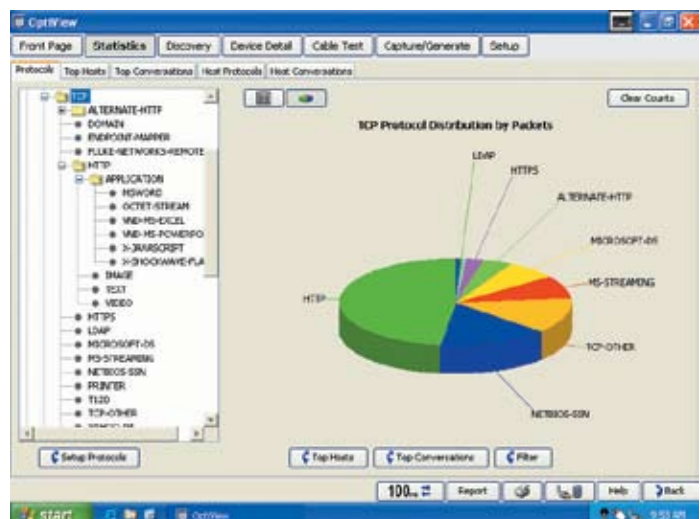 OptiView
Front Page Statistics Discovery Device Detail Cable Test Capture/Generate Setup
Protocols Top Hosts Top Conversations Host Protocols Host Conversations
TCP
ALTERNATE-HTTP
DOMAIN
ENDPOINT-MAPPER
FLUKE-NETWORKS-REMOTE
HTTP
APPLICATION
MSWORD
OCTET-STREAM
VND-MS-EXCEL
VND-MS-POWERPO
X-JAVASCRIPT
X-SHOCKWAVE-FLA
IMAGE
TEXT
VIDEO
HTTPS
LDAP
MICROSOFT-DS
MS-STREAMING
NETBIOS-SSN
PRINTER
T120
TCP-OTHER
Clear Counts
TCP Protocol Distribution by Packets
LDAP
HTTPS
ALTERNATE-HTTP
MICROSOFT-DS
MS-STREAMING
HTTP
TCP-OTHER
NETBIOS-SSN
Setup Protocols Top Hosts Top Conversations Filter
100 Report Help Back
start OptiView 9:53 AM